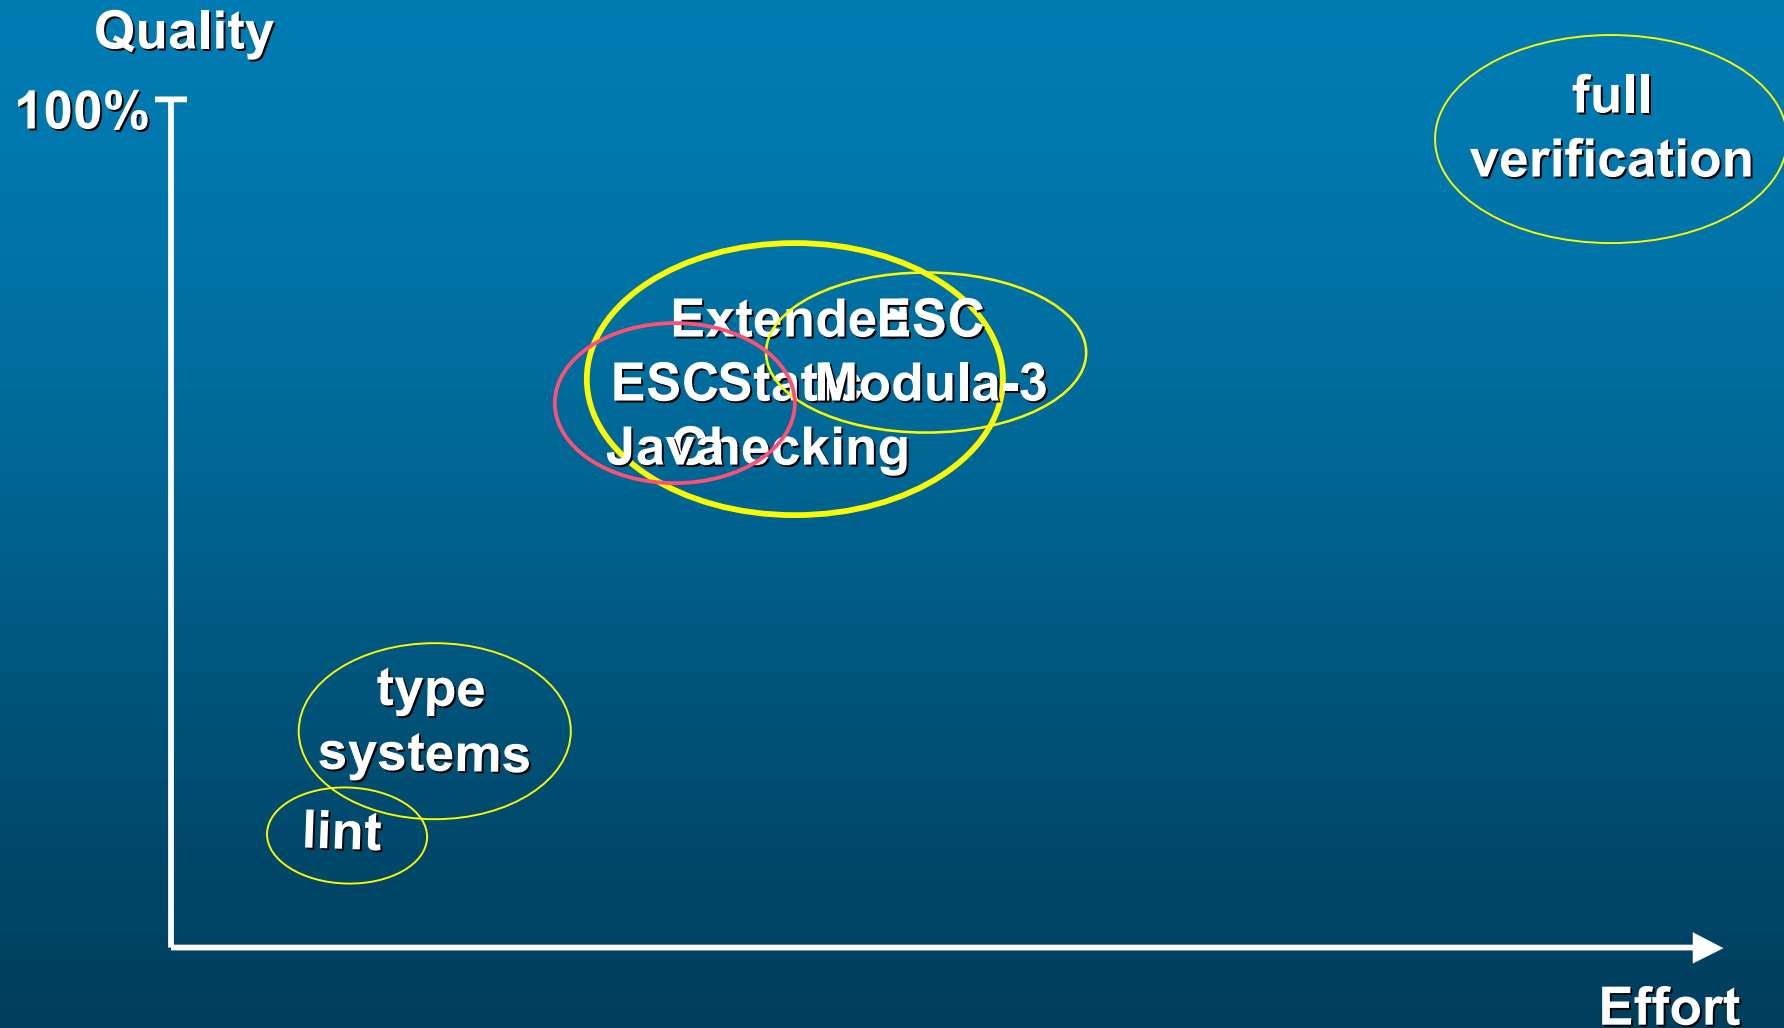 Quality
100%
full
verification
Extended
Static
Checking
ESC
Modula-3
ESC
Java
type
systems
lint
Effort